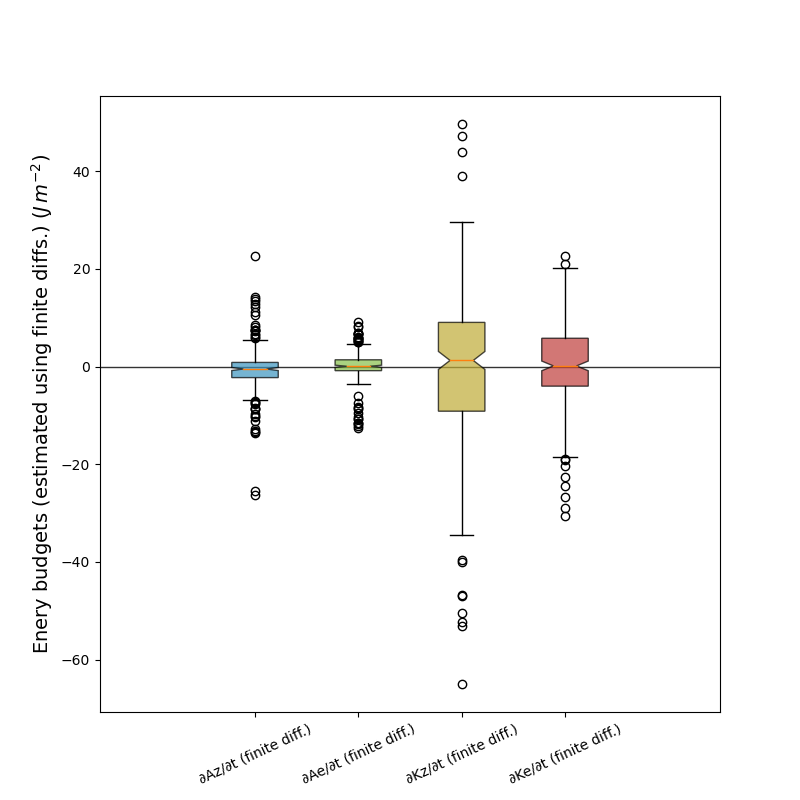 Enery budgets (estimated using finite diffs.) (J m⁻²)
40
20
0
−20
−40
−60
∂Az/∂t (finite diff.)
∂Ae/∂t (finite diff.)
∂Kz/∂t (finite diff.)
∂Ke/∂t (finite diff.)